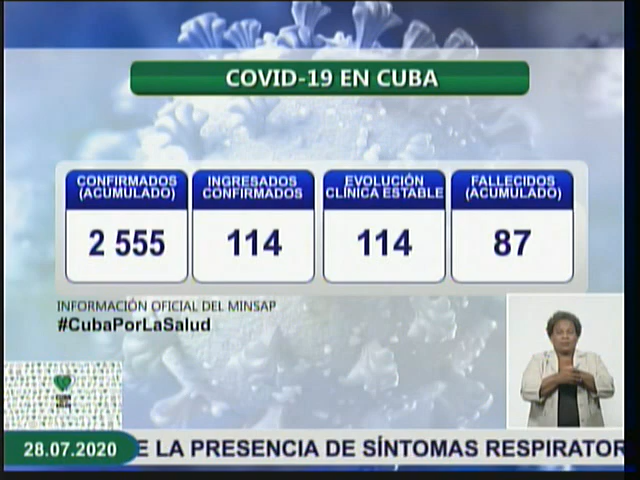 COVID-19 EN CUBA
CONFIRMADOS
(ACUMULADO)
2 555
INGRESADOS
CONFIRMADOS
114
EVOLUCIÓN
CLÍNICA ESTABLE
114
FALLECIDOS
(ACUMULADO)
87
INFORMACIÓN OFICIAL DEL MINSAP
#CubaPorLaSalud
28.07.2020
E LA PRESENCIA DE SÍNTOMAS RESPIRATOR